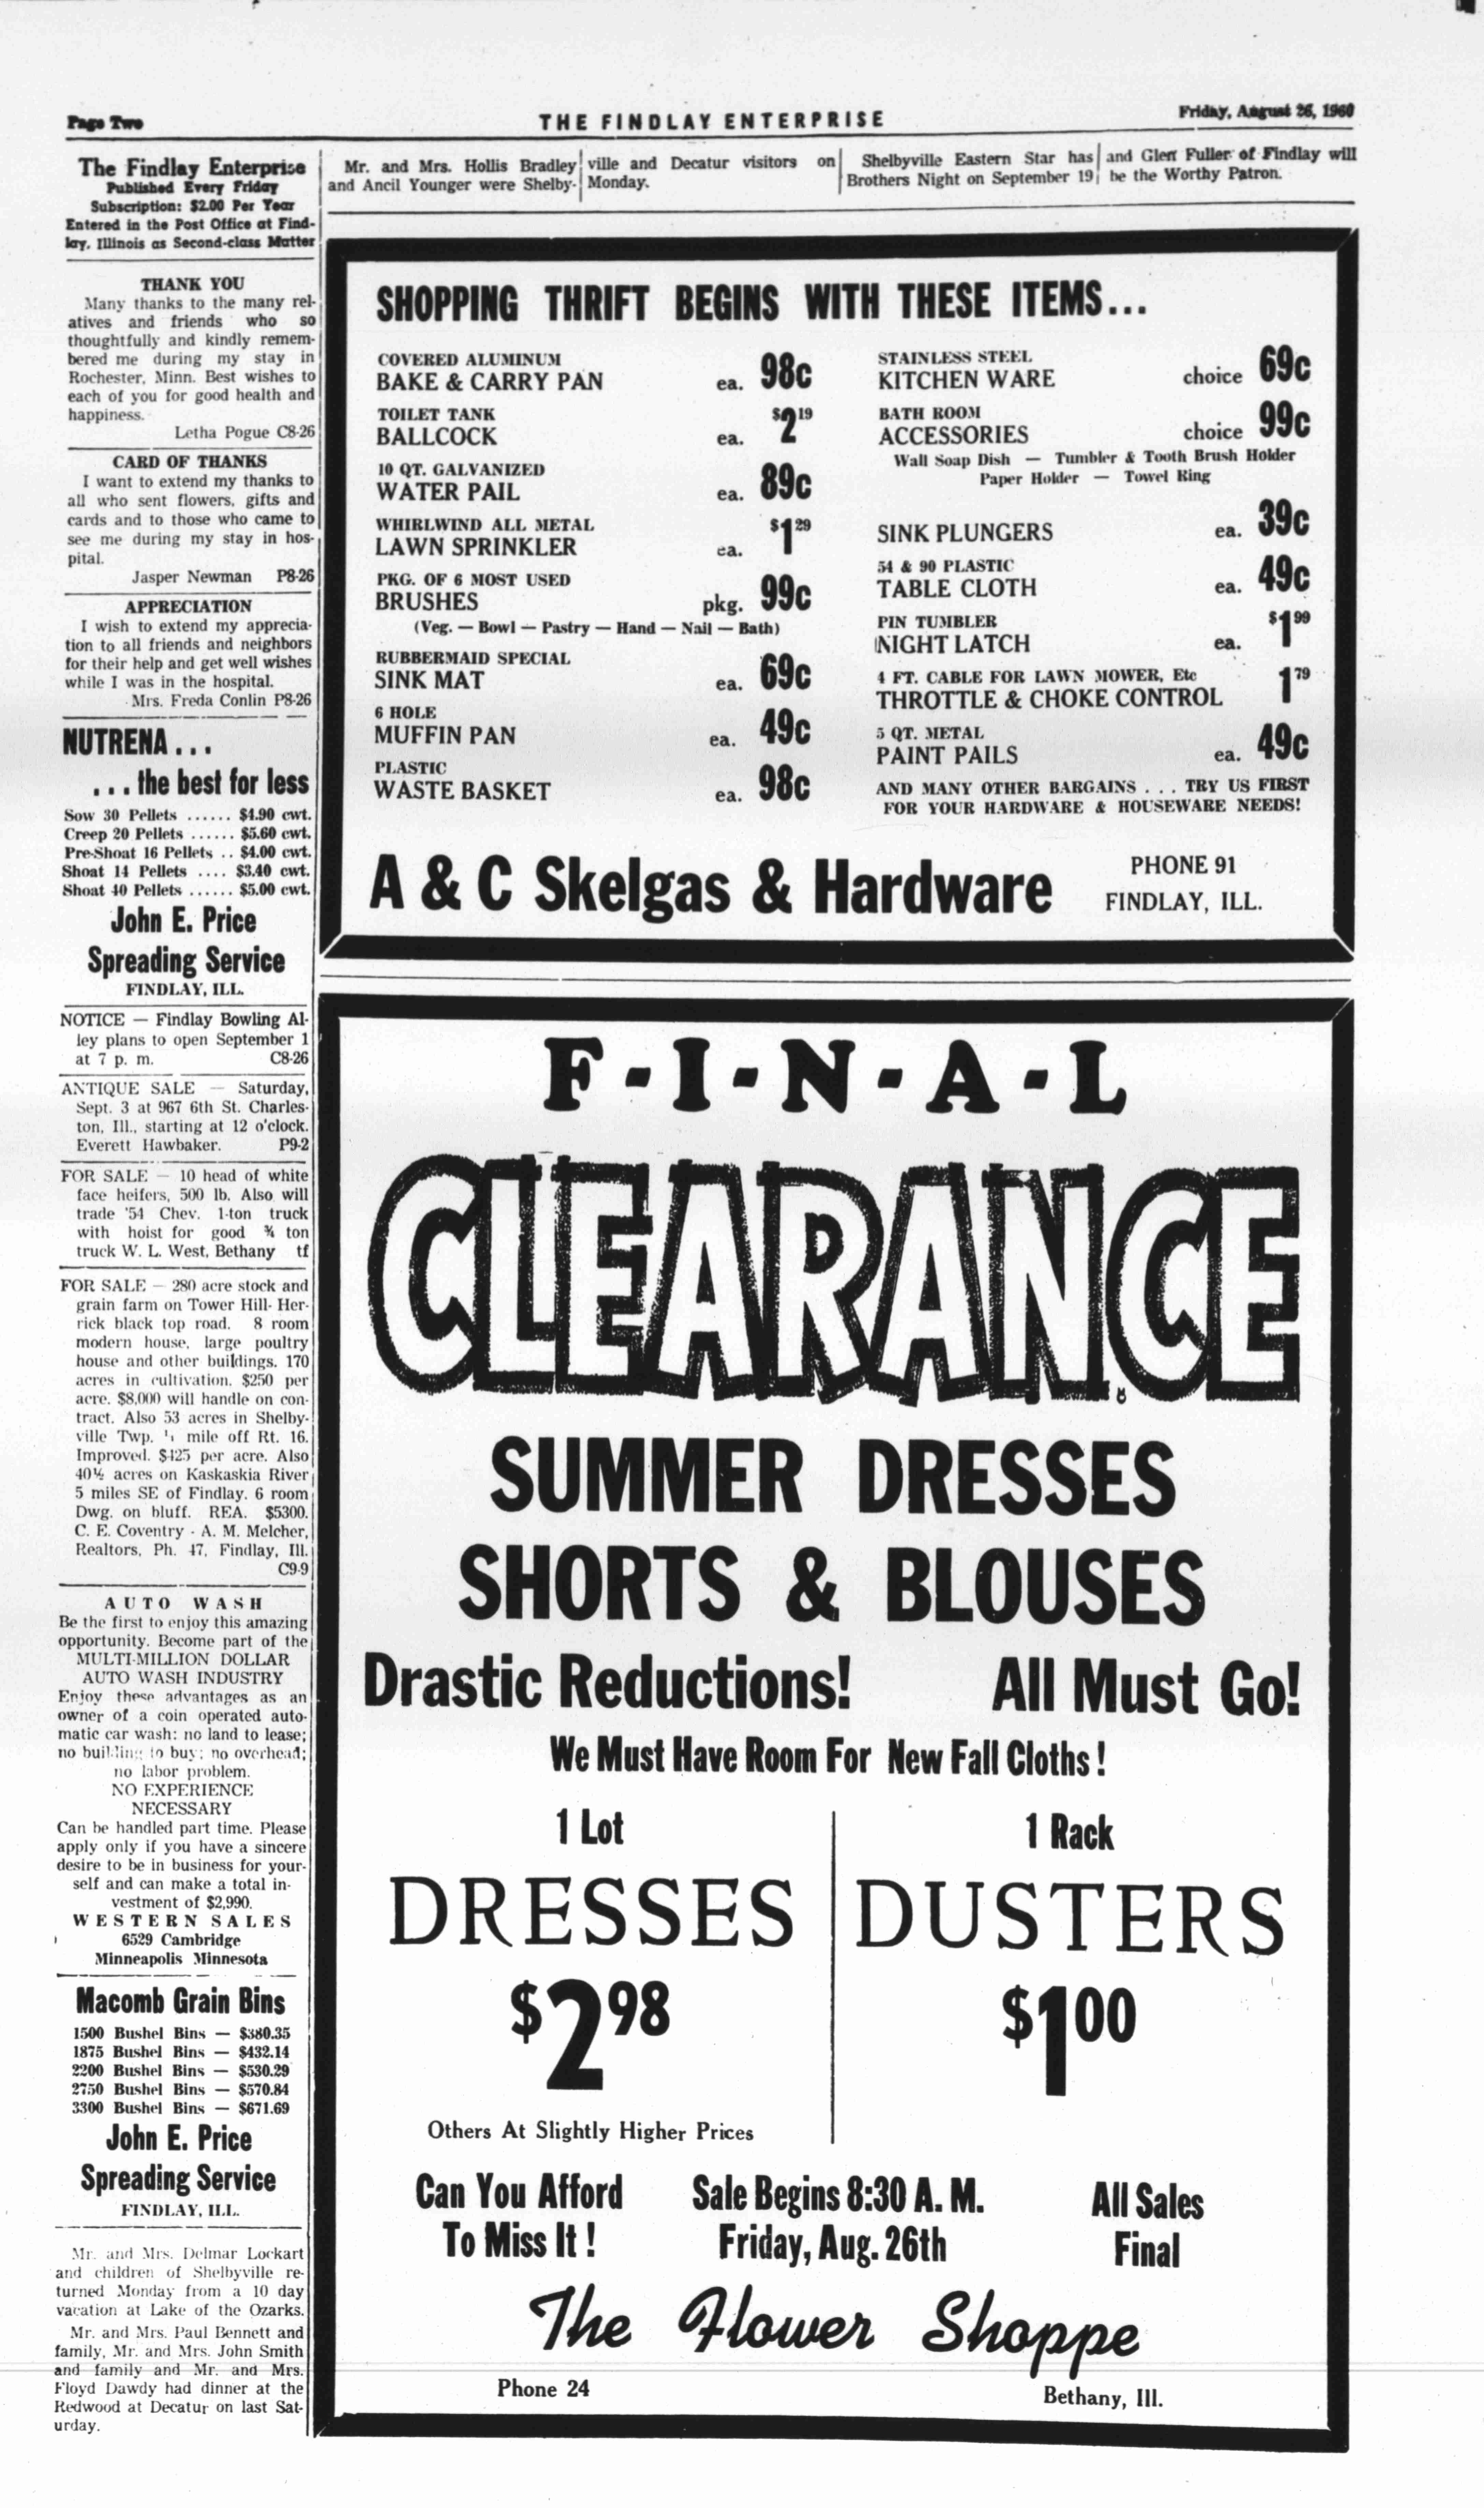 Page Two
THE FINDLAY ENTERPRISE
Friday, August 26, 1960
The Findlay Enterprise
Published Every Friday
Subscription: $2.00 Per Year
Entered in the Post Office at Find-
lay, Illinois as Second-class Matter
THANK YOU
Many thanks to the many rel-
atives and friends who so
thoughtfully and kindly remem-
bered me during my stay in
Rochester, Minn. Best wishes to
each of you for good health and
happiness.
Letha Pogue C8-26
CARD OF THANKS
I want to extend my thanks to
all who sent flowers, gifts and
cards and to those who came to
see me during my stay in hos-
pital.
Jasper Newman P8-26
APPRECIATION
I wish to extend my apprecia-
tion to all friends and neighbors
for their help and get well wishes
while I was in the hospital.
Mrs. Freda Conlin P8-26
NUTRENA . . .
. . . the best for less
Sow 30 Pellets ...... $4.90 cwt.
Creep 20 Pellets ...... $5.60 cwt.
Pre-Shoat 16 Pellets .. $4.00 cwt.
Shoat 14 Pellets .... $3.40 cwt.
Shoat 40 Pellets ...... $5.00 cwt.
John E. Price
Spreading Service
FINDLAY, ILL.
NOTICE — Findlay Bowling Al-
ley plans to open September 1
at 7 p. m. C8-26
ANTIQUE SALE — Saturday,
Sept. 3 at 967 6th St. Charles-
ton, Ill., starting at 12 o'clock.
Everett Hawbaker. P9-2
FOR SALE — 10 head of white
face heifers, 500 lb. Also will
trade '54 Chev. 1-ton truck
with hoist for good ¾ ton
truck W. L. West, Bethany tf
FOR SALE — 280 acre stock and
grain farm on Tower Hill- Her-
rick black top road. 8 room
modern house, large poultry
house and other buildings. 170
acres in cultivation. $250 per
acre. $8,000 will handle on con-
tract. Also 53 acres in Shelby-
ville Twp. mile off Rt. 16.
Improved. $425 per acre. Also
40½ acres on Kaskaskia River
5 miles SE of Findlay. 6 room
Dwg. on bluff. REA. $5300.
C. E. Coventry - A. M. Melcher,
Realtors, Ph. 47, Findlay, Ill.
C9-9
AUTO WASH
Be the first to enjoy this amazing
opportunity. Become part of the
MULTI-MILLION DOLLAR
AUTO WASH INDUSTRY
Enjoy these advantages as an
owner of a coin operated auto-
matic car wash: no land to lease;
no building to buy; no overhead;
no labor problem.
NO EXPERIENCE
NECESSARY
Can be handled part time. Please
apply only if you have a sincere
desire to be in business for your-
self and can make a total in-
vestment of $2,990.
WESTERN SALES
6529 Cambridge
Minneapolis Minnesota
Macomb Grain Bins
1500 Bushel Bins — $380.35
1875 Bushel Bins — $432.14
2200 Bushel Bins — $530.29
2750 Bushel Bins — $570.84
3300 Bushel Bins — $671.69
John E. Price
Spreading Service
FINDLAY, ILL.
Mr. and Mrs. Delmar Lockart
and children of Shelbyville re-
turned Monday from a 10 day
vacation at Lake of the Ozarks.
Mr. and Mrs. Paul Bennett and
family, Mr. and Mrs. John Smith
and family and Mr. and Mrs.
Floyd Dawdy had dinner at the
Redwood at Decatur on last Sat-
urday.
Mr. and Mrs. Hollis Bradley
and Ancil Younger were Shelby-
ville and Decatur visitors on
Monday.
Shelbyville Eastern Star has
Brothers Night on September 19
and Glen Fuller of Findlay will
be the Worthy Patron.
SHOPPING THRIFT BEGINS WITH THESE ITEMS...
COVERED ALUMINUM
BAKE & CARRY PAN ea. 98c
TOILET TANK
BALLCOCK ea. $2 19
10 QT. GALVANIZED
WATER PAIL ea. 89c
WHIRLWIND ALL METAL
LAWN SPRINKLER ea. $1 29
PKG. OF 6 MOST USED
BRUSHES pkg. 99c
(Veg. — Bowl — Pastry — Hand — Nail — Bath)
RUBBERMAID SPECIAL
SINK MAT ea. 69c
6 HOLE
MUFFIN PAN ea. 49c
PLASTIC
WASTE BASKET ea. 98c
STAINLESS STEEL
KITCHEN WARE choice 69c
BATH ROOM
ACCESSORIES choice 99c
Wall Soap Dish — Tumbler & Tooth Brush Holder
Paper Holder — Towel Ring
SINK PLUNGERS ea. 39c
54 & 90 PLASTIC
TABLE CLOTH ea. 49c
PIN TUMBLER
NIGHT LATCH ea. $1 99
4 FT. CABLE FOR LAWN MOWER, Etc
THROTTLE & CHOKE CONTROL 1 79
5 QT. METAL
PAINT PAILS ea. 49c
AND MANY OTHER BARGAINS . . . TRY US FIRST
FOR YOUR HARDWARE & HOUSEWARE NEEDS!
A & C Skelgas & Hardware
PHONE 91
FINDLAY, ILL.
F-I-N-A-L
CLEARANCE
SUMMER DRESSES
SHORTS & BLOUSES
Drastic Reductions! All Must Go!
We Must Have Room For New Fall Cloths !
1 Lot
DRESSES
$2 98
Others At Slightly Higher Prices
1 Rack
DUSTERS
$1 00
Can You Afford
To Miss It !
Sale Begins 8:30 A. M.
Friday, Aug. 26th
All Sales
Final
The Flower Shoppe
Phone 24
Bethany, Ill.